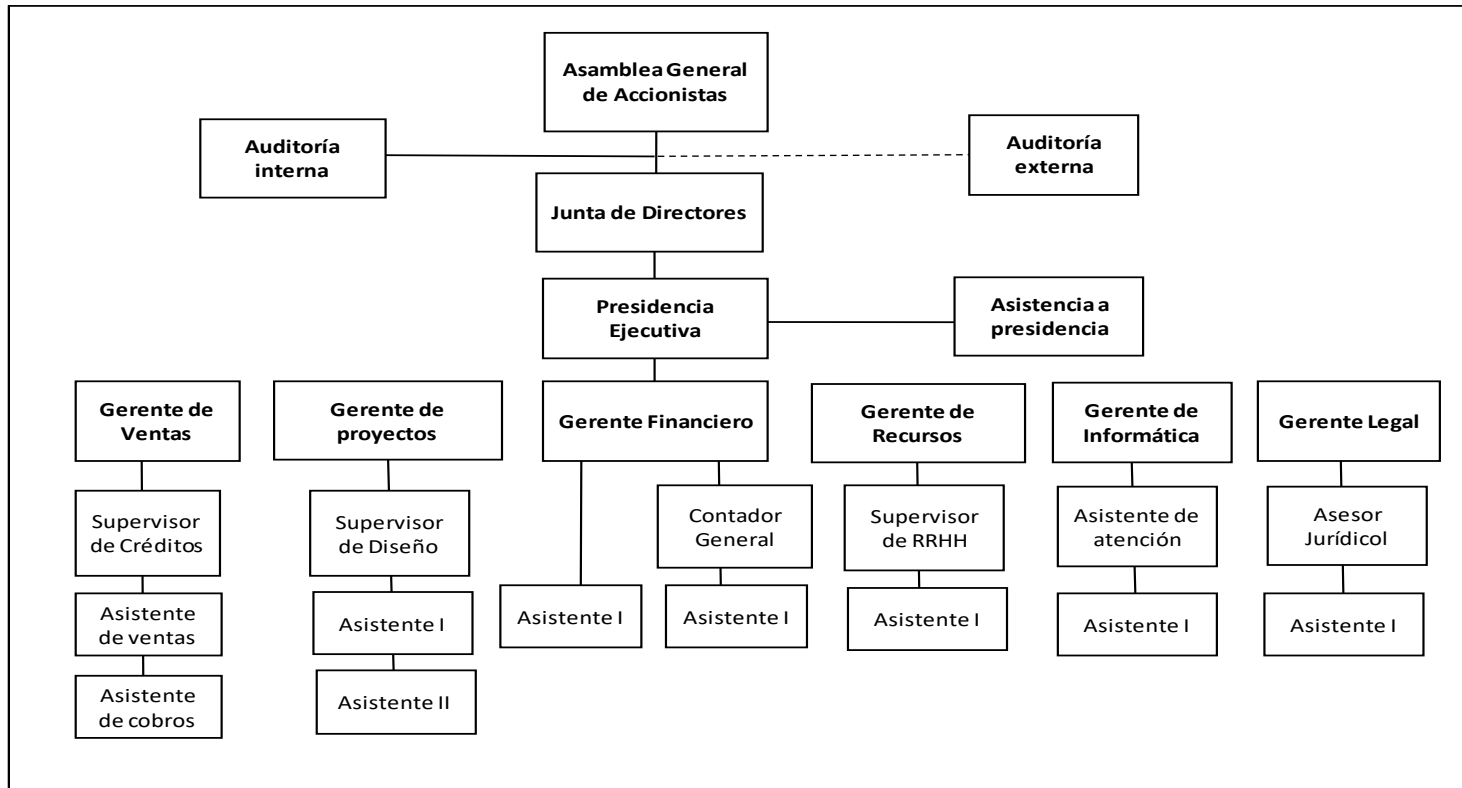 Asamblea General
de Accionistas
Auditoría
interna
Auditoría
externa
Junta de Directores
Presidencia
Ejecutiva
Asistencia a
presidencia
Gerente de
Ventas
Gerente de
proyectos
Gerente Financiero
Gerente de
Recursos
Gerente de
Informática
Gerente Legal
Supervisor
de Créditos
Supervisor
de Diseño
Contador
General
Supervisor
de RRHH
Asistente de
atención
Asesor
Jurídicol
Asistente
de ventas
Asistente I
Asistente I
Asistente I
Asistente I
Asistente I
Asistente I
Asistente
de cobros
Asistente II